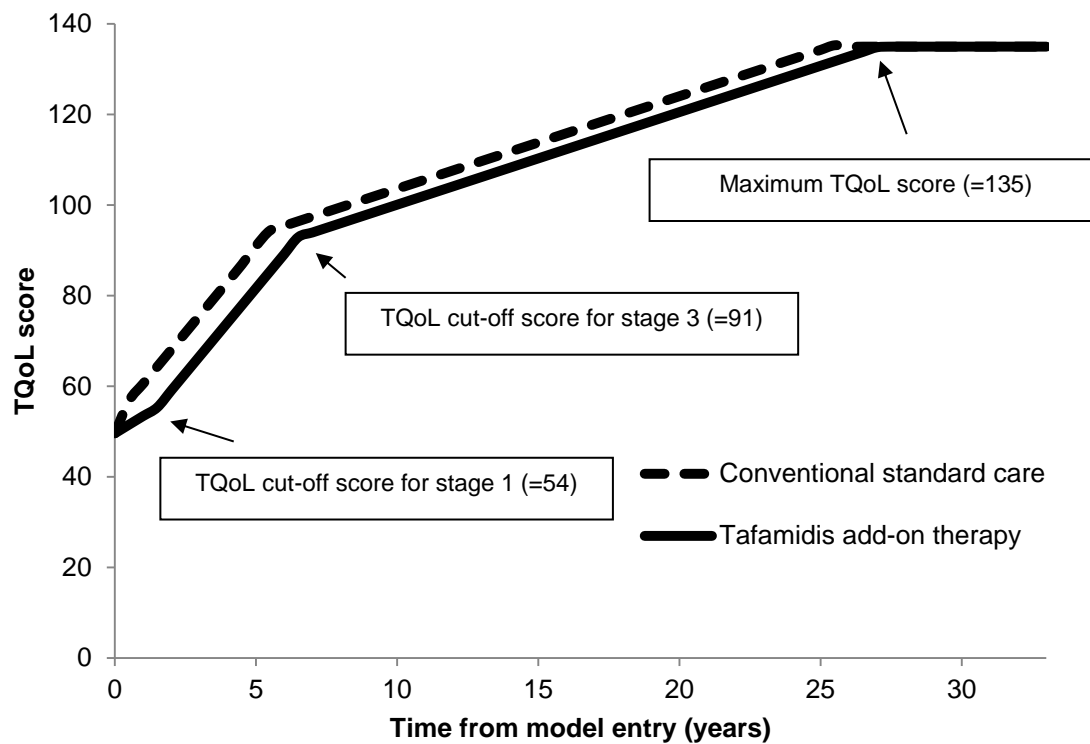 140
120
100
80
60
40
20
0
TQoL score
Maximum TQoL score (=135)
TQoL cut-off score for stage 3 (=91)
TQoL cut-off score for stage 1 (=54)
Conventional standard care
Tafamidis add-on therapy
0 5 10 15 20 25 30
Time from model entry (years)